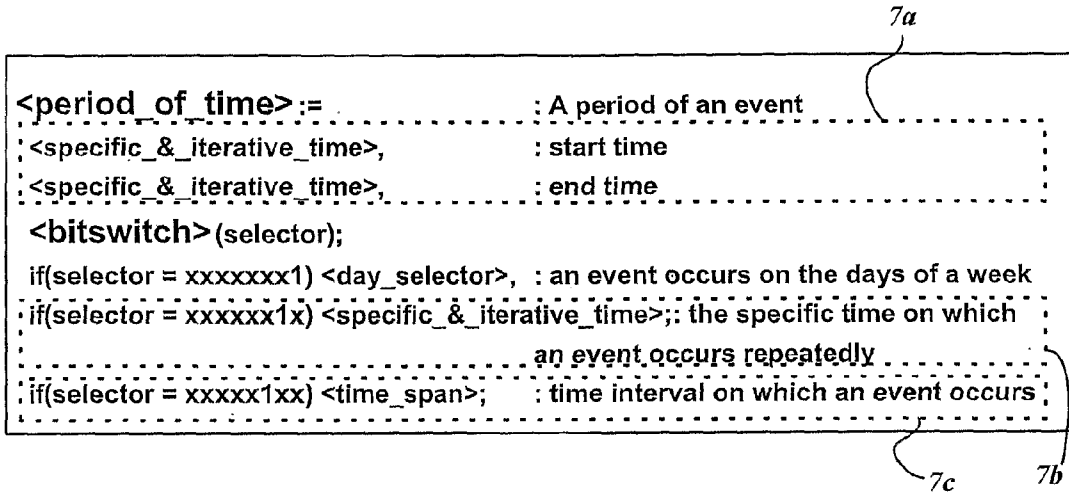 7a
<period_of_time> := : A period of an event
<specific_&_iterative_time>, : start time
<specific_&_iterative_time>, : end time
<bitswitch> (selector);
if(selector = xxxxxxx1) <day_selector>, : an event occurs on the days of a week
if(selector = xxxxxx1x) <specific_&_iterative_time>;: the specific time on which
an event occurs repeatedly
if(selector = xxxxx1xx) <time_span>; : time interval on which an event occurs
7c
7b